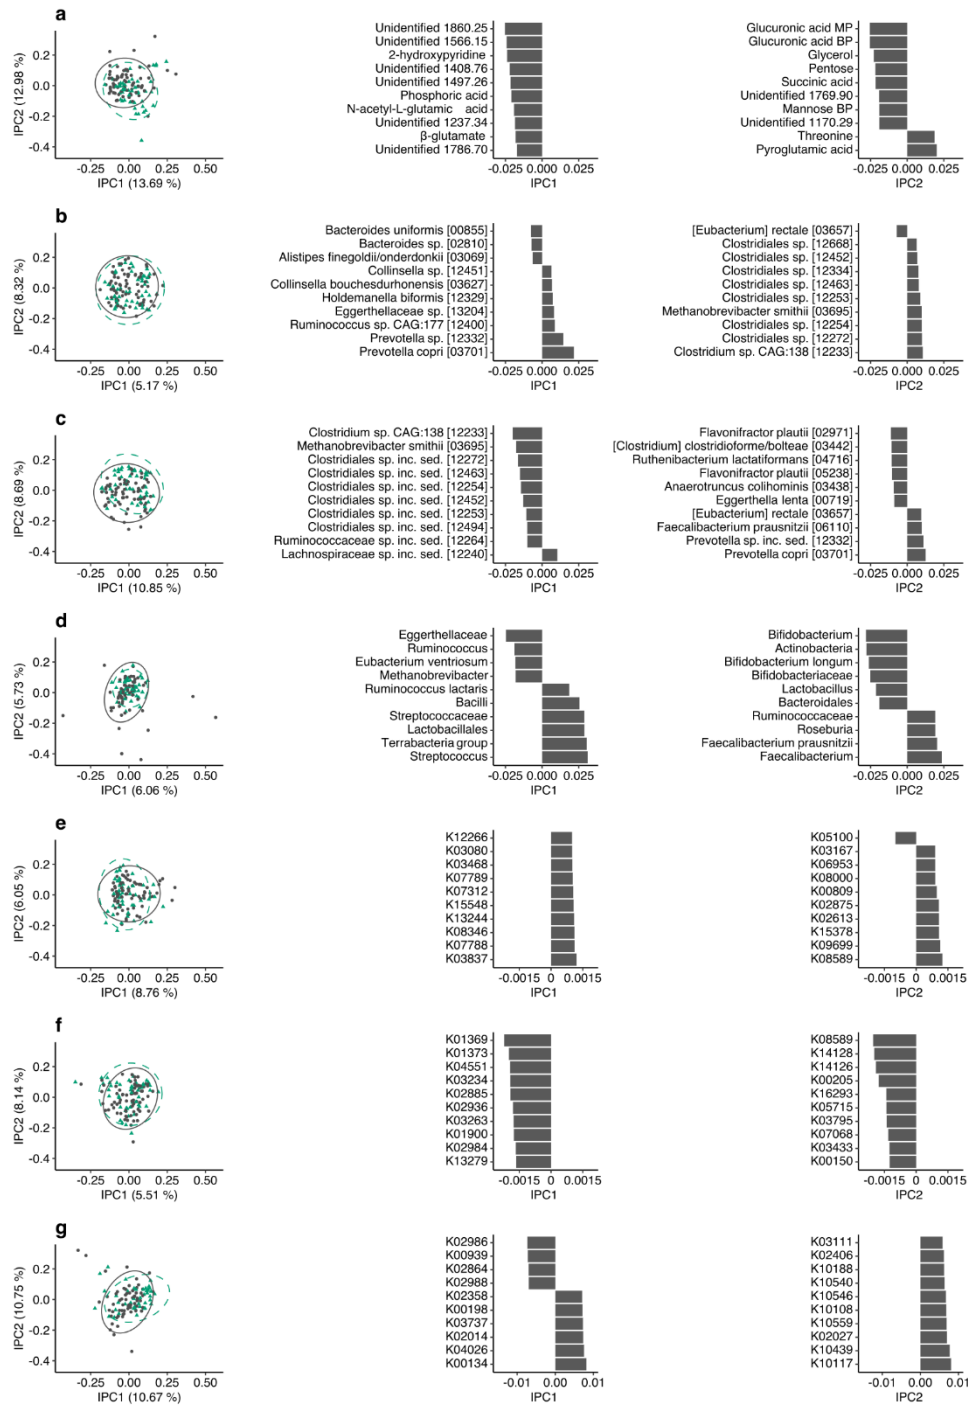 a
IPC2 (12.98 %)
0.2
0.0
-0.2
-0.4
-0.25 0.00 0.25 0.50
IPC1 (13.69 %)
Unidentified 1860.25
Unidentified 1566.15
2-hydroxypyridine
Unidentified 1408.76
Unidentified 1497.26
Phosphoric acid
N-acetyl-L-glutamic acid
Unidentified 1237.34
β-glutamate
Unidentified 1786.70
-0.025 0.000 0.025
IPC1
Glucuronic acid MP
Glucuronic acid BP
Glycerol
Pentose
Succinic acid
Unidentified 1769.90
Mannose BP
Unidentified 1170.29
Threonine
Pyroglutamic acid
-0.025 0.000 0.025
IPC2
b
IPC2 (8.32 %)
0.2
0.0
-0.2
-0.4
-0.25 0.00 0.25 0.50
IPC1 (5.17 %)
Bacteroides uniformis [00855]
Bacteroides sp. [02810]
Alistipes finegoldii/onderdonkii [03069]
Collinsella sp. [12451]
Collinsella bouchesdurhonensis [03627]
Holdemanella biformis [12329]
Eggerthellaceae sp. [13204]
Ruminococcus sp. CAG:177 [12400]
Prevotella sp. [12332]
Prevotella copri [03701]
-0.025 0.000 0.025
IPC1
[Eubacterium] rectale [03657]
Clostridiales sp. [12668]
Clostridiales sp. [12452]
Clostridiales sp. [12334]
Clostridiales sp. [12463]
Clostridiales sp. [12253]
Methanobrevibacter smithii [03695]
Clostridiales sp. [12254]
Clostridiales sp. [12272]
Clostridium sp. CAG:138 [12233]
-0.025 0.000 0.025
IPC2
c
IPC2 (8.69 %)
0.2
0.0
-0.2
-0.4
-0.25 0.00 0.25 0.50
IPC1 (10.85 %)
Clostridium sp. CAG:138 [12233]
Methanobrevibacter smithii [03695]
Clostridiales sp. inc. sed. [12272]
Clostridiales sp. inc. sed. [12463]
Clostridiales sp. inc. sed. [12254]
Clostridiales sp. inc. sed. [12452]
Clostridiales sp. inc. sed. [12253]
Clostridiales sp. inc. sed. [12494]
Ruminococcaceae sp. inc. sed. [12264]
Lachnospiraceae sp. inc. sed. [12240]
-0.025 0.000 0.025
IPC1
Flavonifractor plautii [02971]
[Clostridium] clostridioforme/bolteae [03442]
Ruthenibacterium lactatiformans [04716]
Flavonifractor plautii [05238]
Anaerotruncus colihominis [03438]
Eggerthella lenta [00719]
[Eubacterium] rectale [03657]
Faecalibacterium prausnitzii [06110]
Prevotella sp. inc. sed. [12332]
Prevotella copri [03701]
-0.025 0.000 0.025
IPC2
d
IPC2 (5.73 %)
0.2
0.0
-0.2
-0.4
-0.25 0.00 0.25 0.50
IPC1 (6.06 %)
Eggerthellaceae
Ruminococcus
Eubacterium ventriosum
Methanobrevibacter
Ruminococcus lactaris
Bacilli
Streptococcaceae
Lactobacillales
Terrabacteria group
Streptococcus
-0.025 0.000 0.025
IPC1
Bifidobacterium
Actinobacteria
Bifidobacterium longum
Bifidobacteriaceae
Lactobacillus
Bacteroidales
Ruminococcaceae
Roseburia
Faecalibacterium prausnitzii
Faecalibacterium
-0.025 0.000 0.025
IPC2
e
IPC2 (6.05 %)
0.2
0.0
-0.2
-0.4
-0.25 0.00 0.25 0.50
IPC1 (8.76 %)
K12266
K03080
K03468
K07789
K07312
K15548
K13244
K08346
K07788
K03837
-0.0015 0 0.0015
IPC1
K05100
K03167
K06953
K08000
K00809
K02875
K02613
K15378
K09699
K08589
-0.0015 0 0.0015
IPC2
f
IPC2 (8.14 %)
0.2
0.0
-0.2
-0.4
-0.25 0.00 0.25 0.50
IPC1 (5.51 %)
K01369
K01373
K04551
K03234
K02885
K02936
K03263
K01900
K02984
K13279
-0.0015 0 0.0015
IPC1
K08589
K14128
K14126
K00205
K16293
K05715
K03795
K07068
K03433
K00150
-0.0015 0 0.0015
IPC2
g
IPC2 (10.75 %)
0.2
0.0
-0.2
-0.4
-0.25 0.00 0.25 0.50
IPC1 (10.67 %)
K02986
K00939
K02864
K02988
K02358
K00198
K03737
K02014
K04026
K00134
-0.01 0.00 0.01
IPC1
K03111
K02406
K10188
K10540
K10546
K10108
K10559
K02027
K10439
K10117
-0.01 0.00 0.01
IPC2